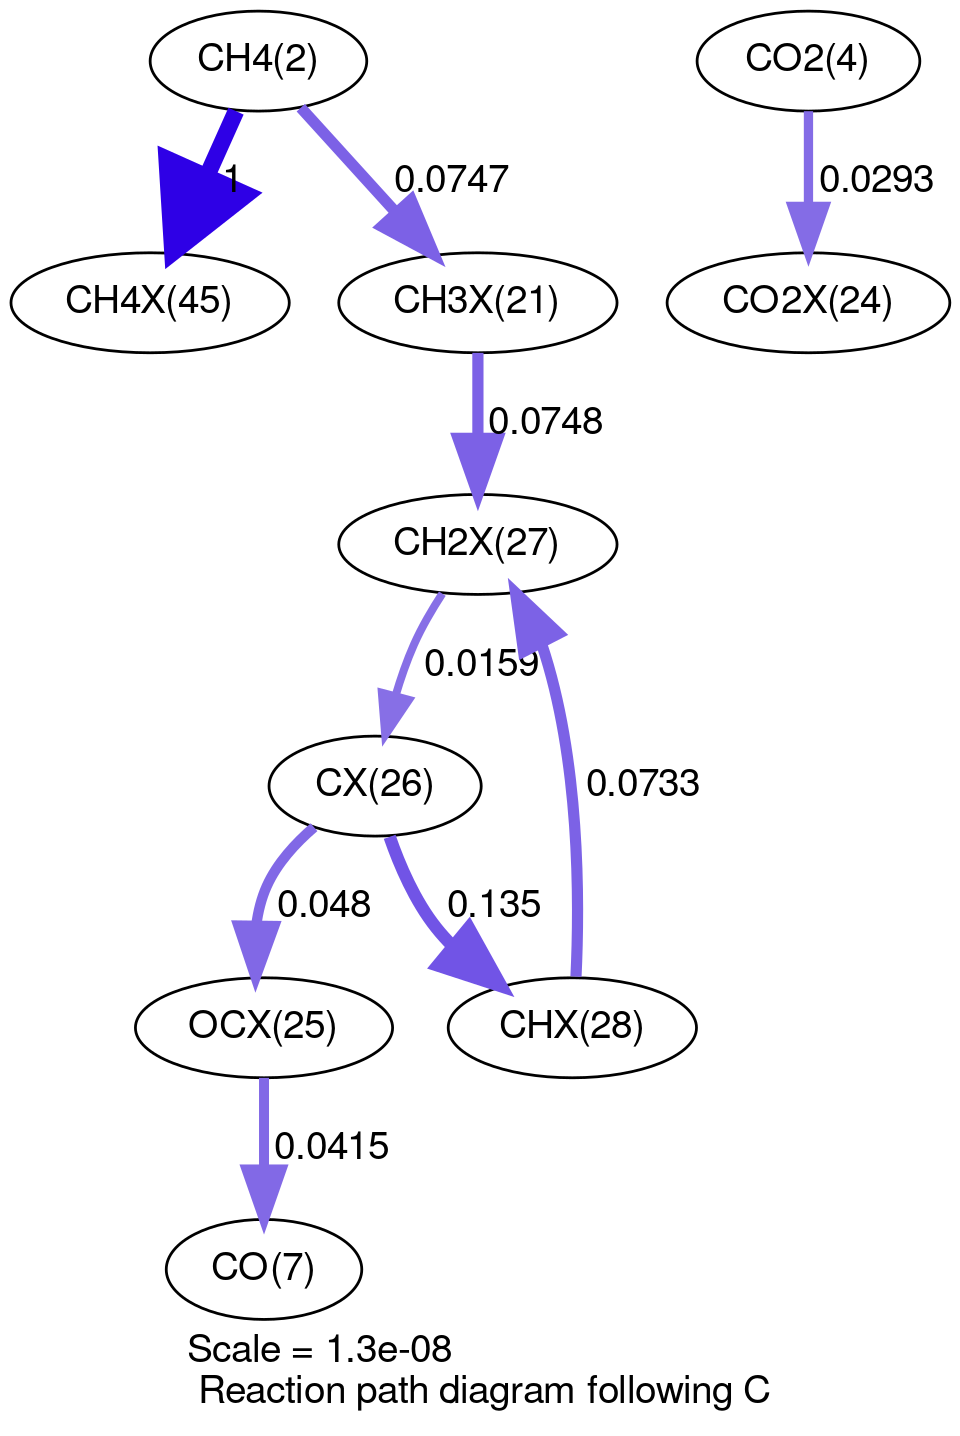 CH4(2)
CO2(4)
1
0.0747
0.0293
CH4X(45)
CH3X(21)
CO2X(24)
0.0748
CH2X(27)
0.0159
CX(26)
0.0733
0.048
0.135
OCX(25)
CHX(28)
0.0415
CO(7)
Scale = 1.3e-08
Reaction path diagram following C